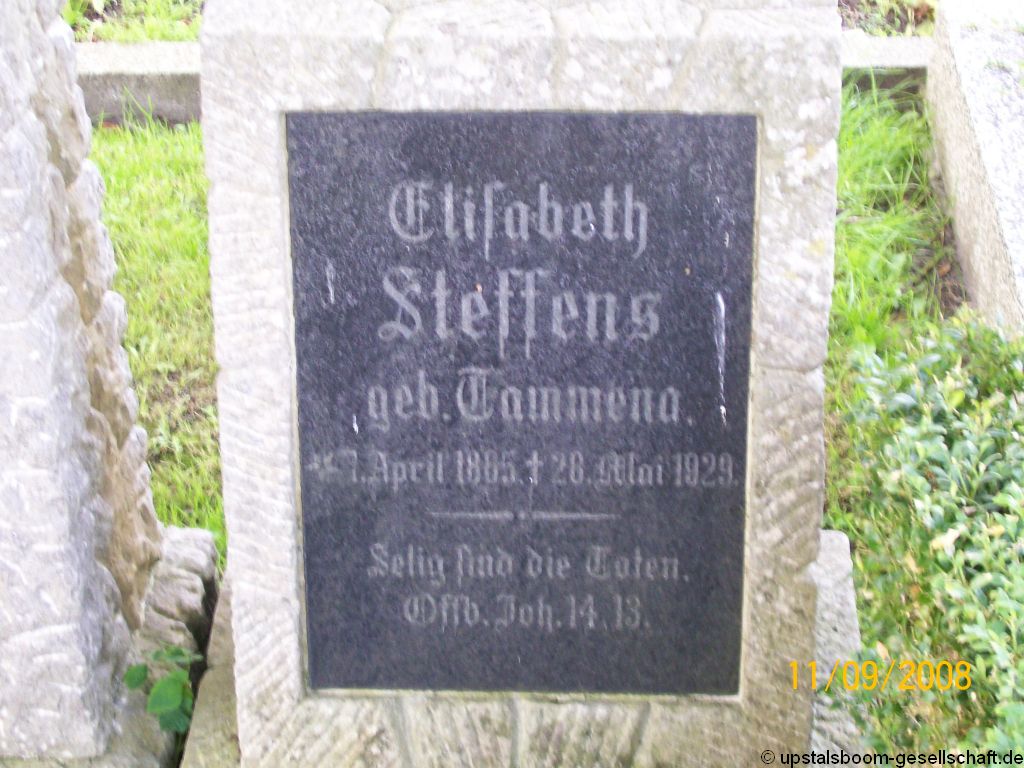 Elisabeth
Steffens
geb. Tammena.
April 1885. † 28. Mai 1929.
Selig sind die Toten.
Offb. Joh. 14. 13.
11/09/2008
© upstalsboom-gesellschaft.de